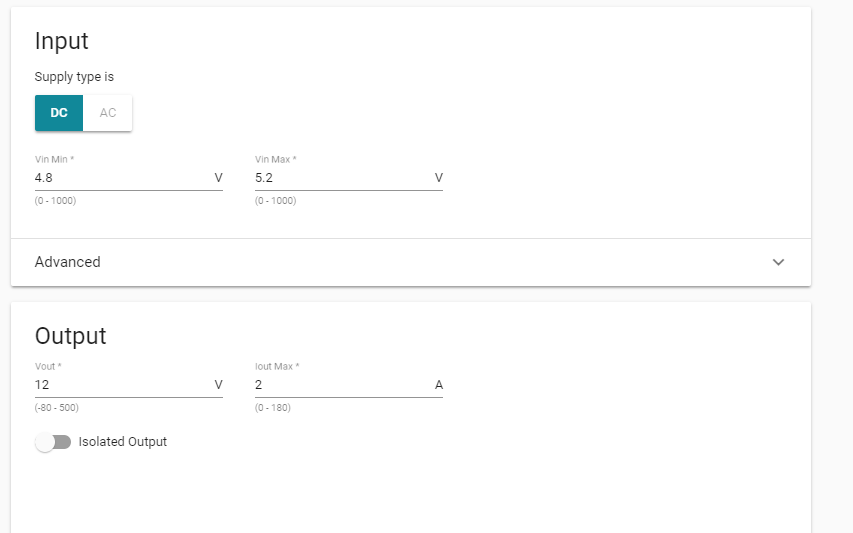 Input
Supply type is
DC AC
Vin Min * Vin Max *
4.8 V 5.2 V
(0 - 1000) (0 - 1000)
Advanced
Output
Vout * Iout Max *
12 V 2 A
(-80 - 500) (0 - 180)
Isolated Output